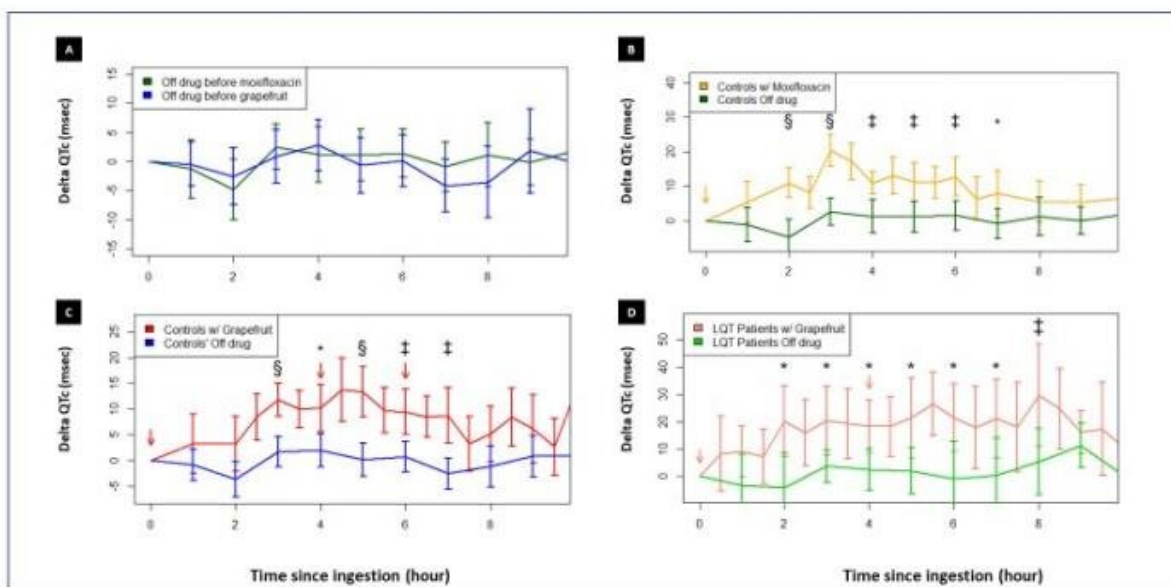 A
Off drug before moxifloxacin
Off drug before grapefruit
Delta QTc (msec)
15
10
5
0
-5
-10
-15
0
2
4
6
8
B
Controls w/ Moxifloxacin
Controls Off drug
Delta QTc (msec)
40
30
20
10
0
§ § ‡ ‡ ‡ *
0
2
4
6
8
C
Controls w/ Grapefruit
Controls' Off drug
Delta QTc (msec)
25
20
15
10
5
0
-5
§ * § ‡ ‡
0
2
4
6
8
D
LQT Patients w/ Grapefruit
LQT Patients Off drug
Delta QTc (msec)
50
40
30
20
10
0
* * * * * * ‡
0
2
4
6
8
Time since ingestion (hour)
Time since ingestion (hour)